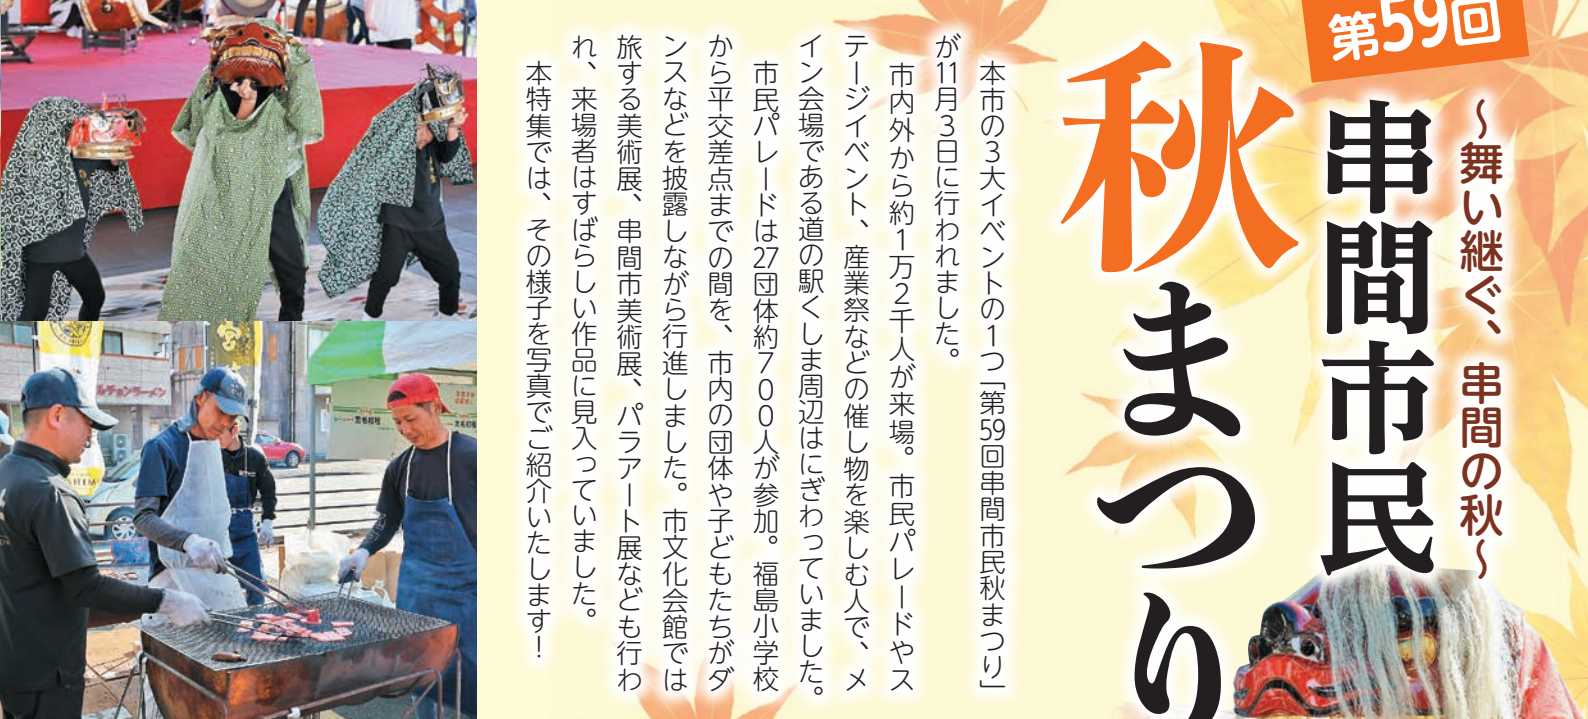 第59回
～舞い継ぐ、串間の秋～
串間市民
秋まつり
本市の３大イベントの１つ「第59回串間市民秋まつり」
が11月３日に行われました。
市内外から約１万２千人が来場。市民パレードやス
テージイベント、産業祭などの催し物を楽しむ人で、メ
イン会場である道の駅くしま周辺はにぎわっていました。
市民パレードは27団体約７００人が参加。福島小学校
から平交差点までの間を、市内の団体や子どもたちがダ
ンスなどを披露しながら行進しました。市文化会館では
旅する美術展、串間市美術展、パラアート展なども行わ
れ、来場者はすばらしい作品に見入っていました。
本特集では、その様子を写真でご紹介いたします！